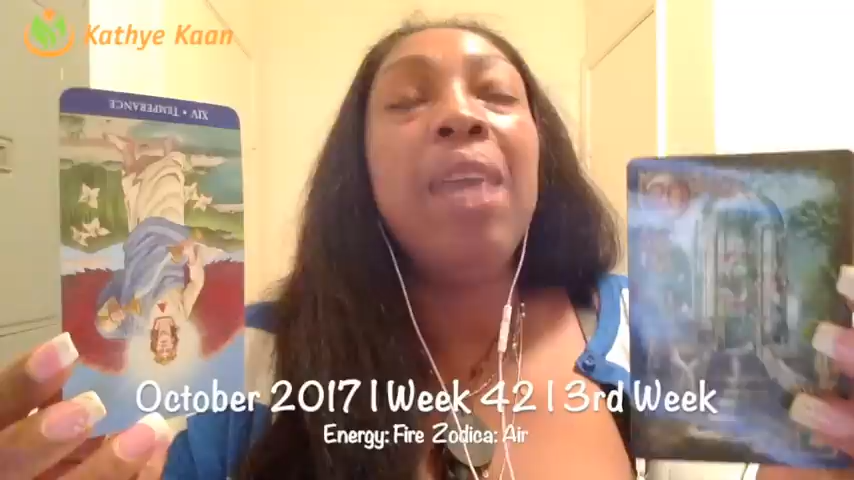 Kathye Kaan
XIV • TEMPERANCE
October 2017 | Week 42 | 3rd Week
Energy: Fire Zodica: Air